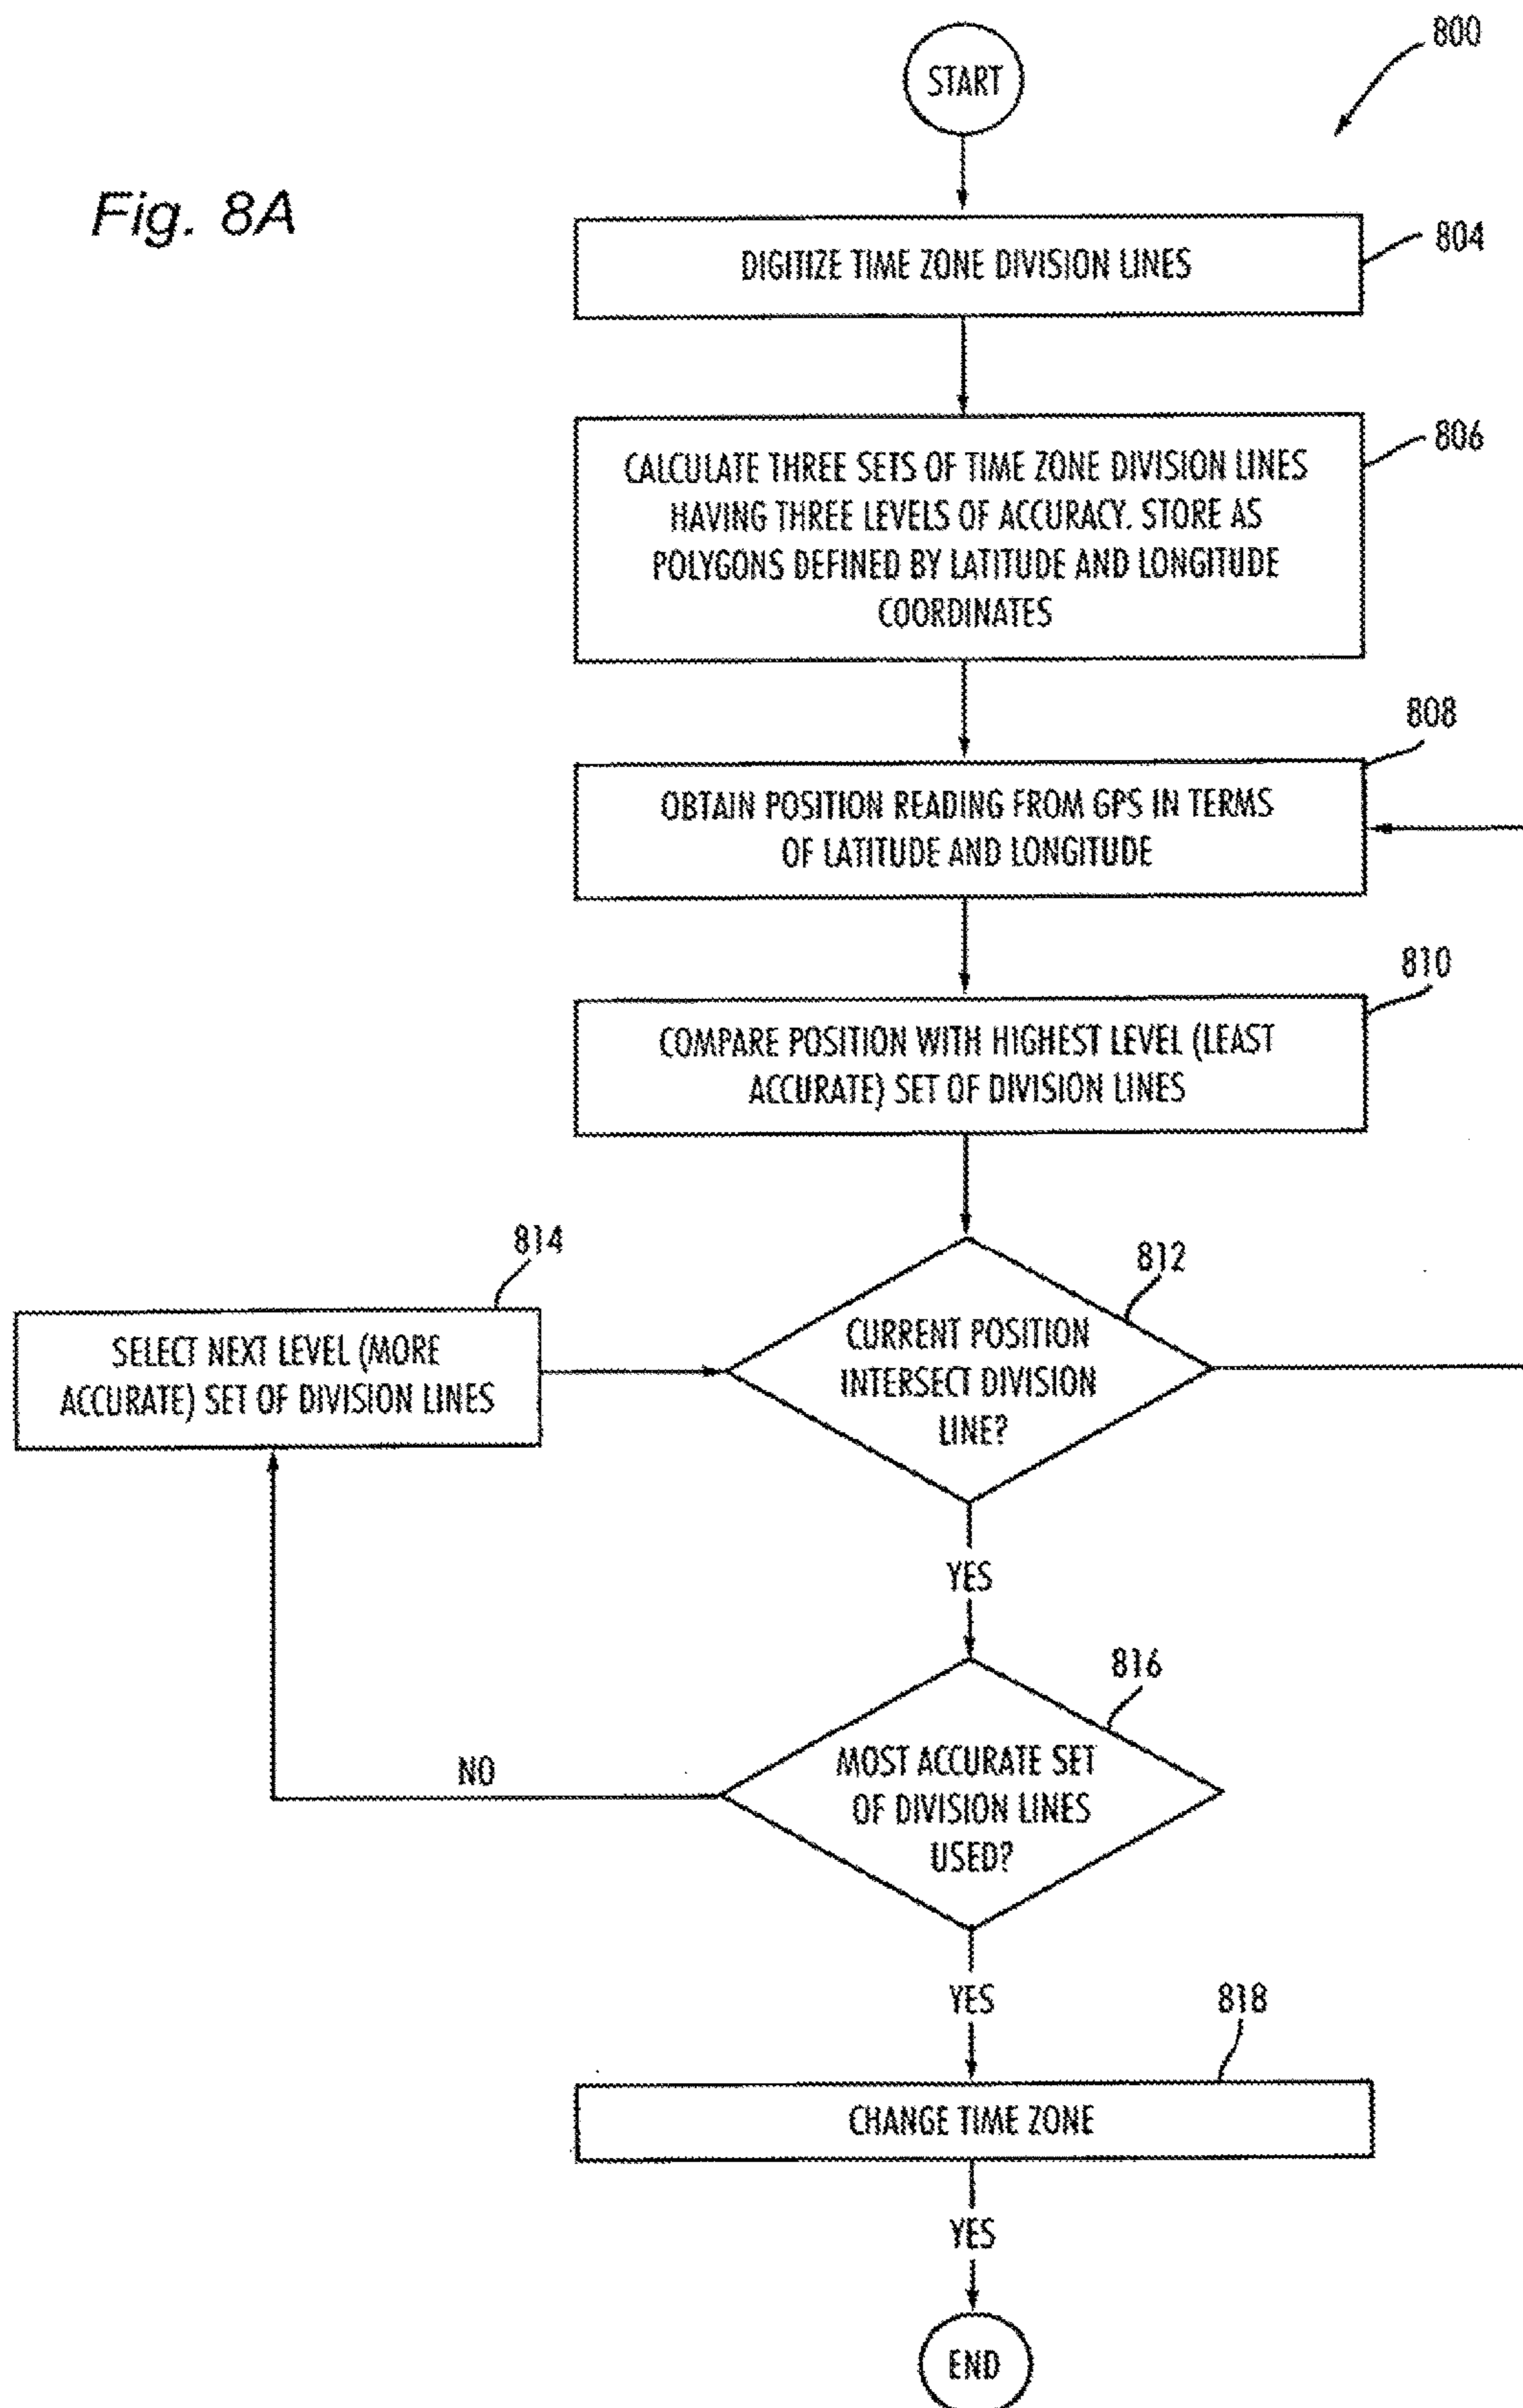 800
START
Fig. 8A
804
DIGITIZE TIME ZONE DIVISION LINES
806
CALCULATE THREE SETS OF TIME ZONE DIVISION LINES
HAVING THREE LEVELS OF ACCURACY. STORE AS
POLYGONS DEFINED BY LATITUDE AND LONGITUDE
COORDINATES
808
OBTAIN POSITION READING FROM GPS IN TERMS
OF LATITUDE AND LONGITUDE
810
COMPARE POSITION WITH HIGHEST LEVEL (LEAST
ACCURATE) SET OF DIVISION LINES
814
812
SELECT NEXT LEVEL (MORE
ACCURATE) SET OF DIVISION LINES
CURRENT POSITION
INTERSECT DIVISION
LINE?
YES
816
MOST ACCURATE SET
OF DIVISION LINES
USED?
NO
YES
818
CHANGE TIME ZONE
YES
END